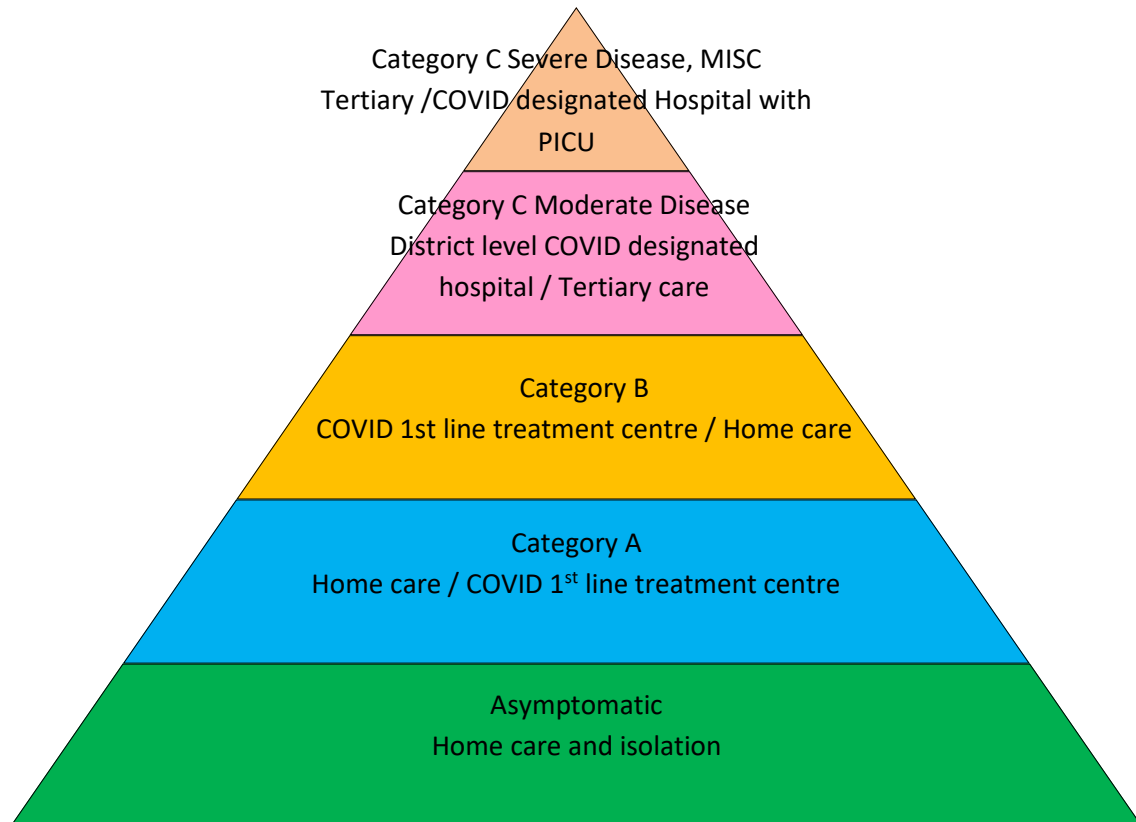 Category C Severe Disease, MISC
Tertiary /COVID designated Hospital with
PICU
Category C Moderate Disease
District level COVID designated
hospital / Tertiary care
Category B
COVID 1st line treatment centre / Home care
Category A
Home care / COVID 1st line treatment centre
Asymptomatic
Home care and isolation